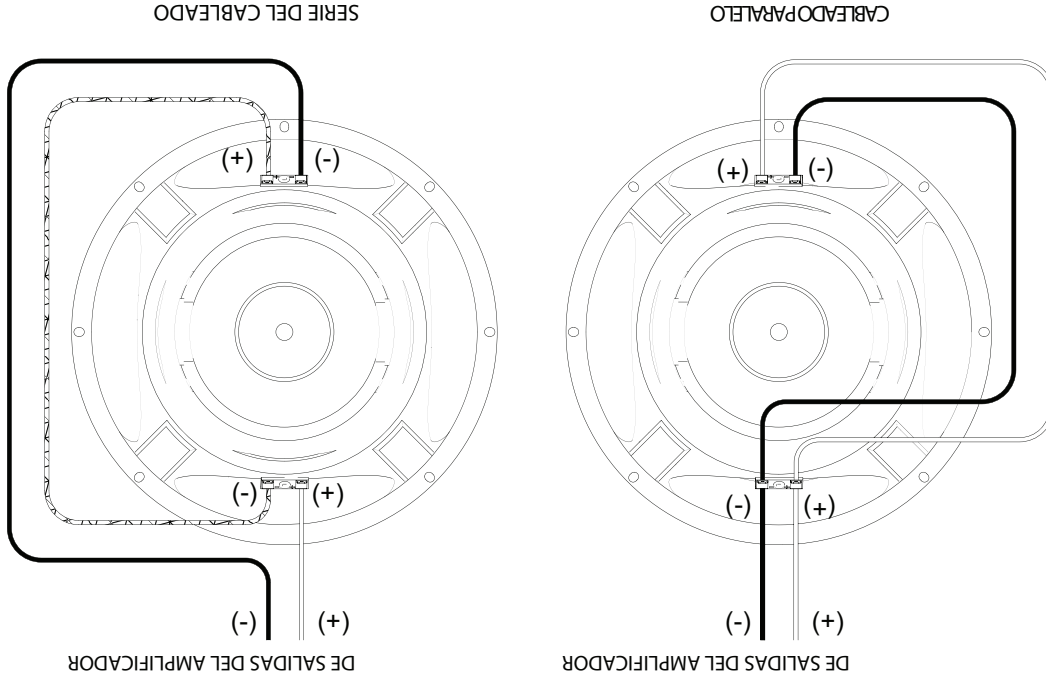 SERIE DEL CABLEADO
CABLEADOPARALELO
(+) (-)
(+) (-)
(-) (+)
(-) (+)
(-) (+)
(-) (+)
DE SALIDAS DEL AMPLIFICADOR
DE SALIDAS DEL AMPLIFICADOR